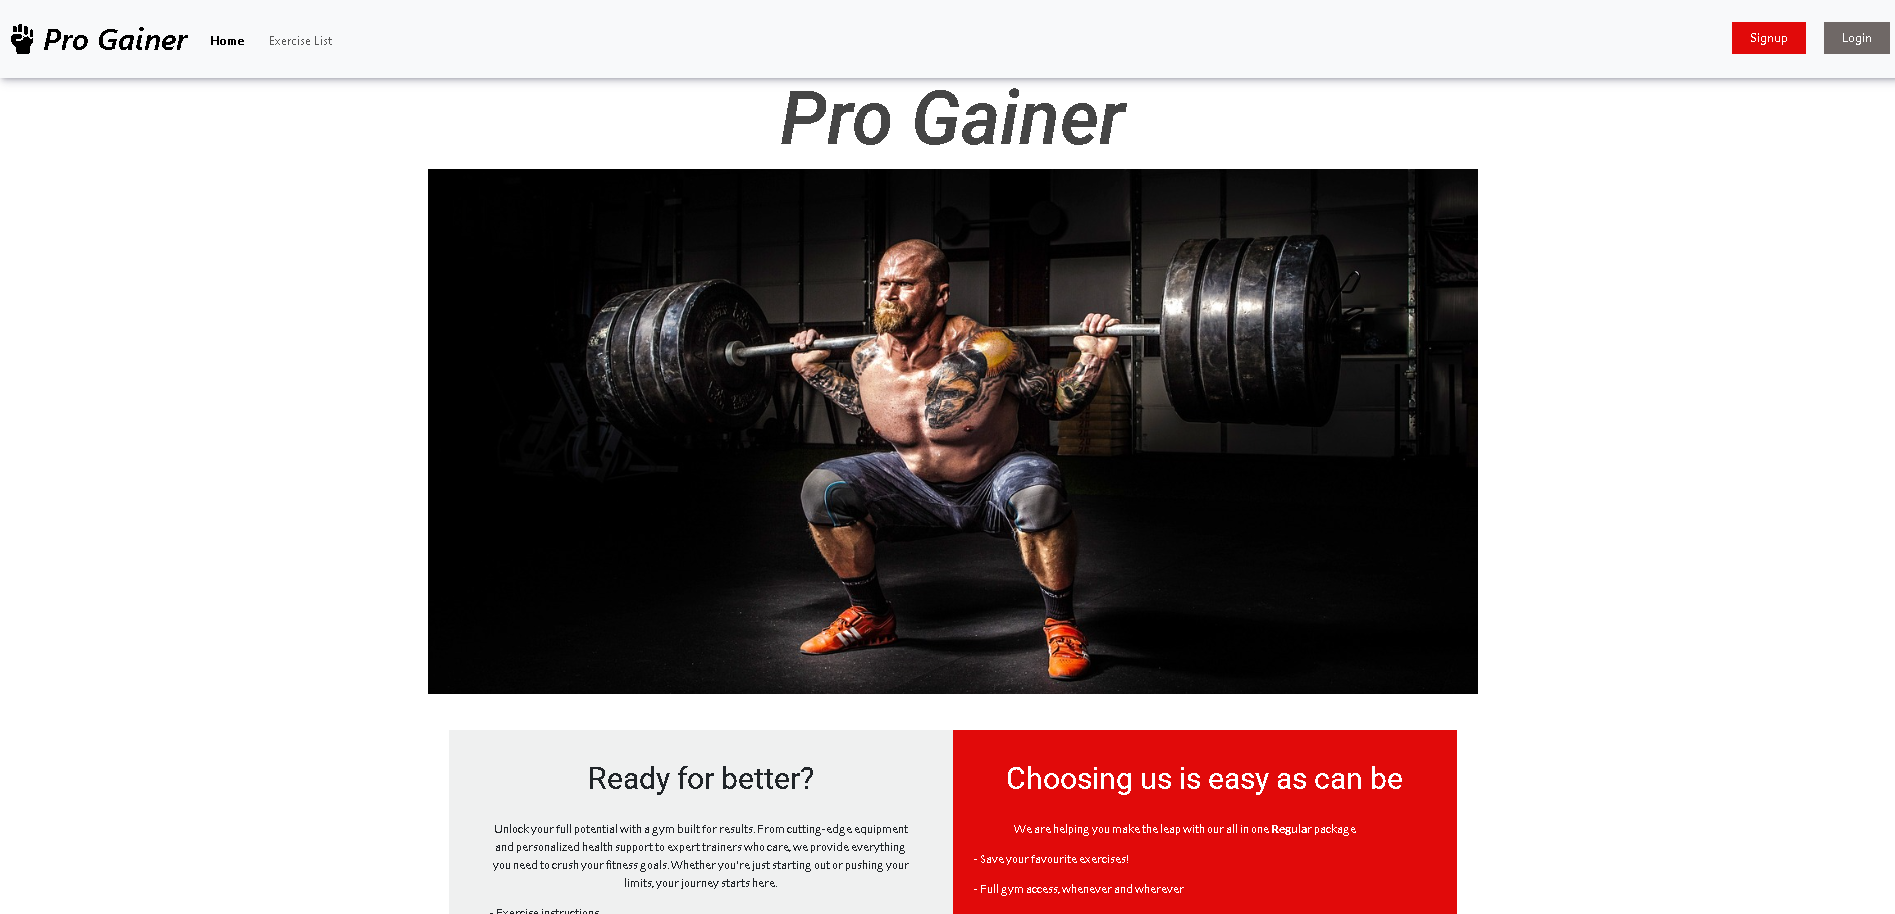 Pro Gainer
Home
Exercise List
Signup
Login
Pro Gainer
Ready for better?
Unlock your full potential with a gym built for results. From cutting-edge equipment
and personalized health support to expert trainers who care, we provide everything
you need to crush your fitness goals. Whether you're just starting out or pushing your
limits, your journey starts here.
- Exercise instructions
Choosing us is easy as can be
We are helping you make the leap with our all in one Regular package
- Save your favourite exercises!
- Full gym access, whenever and wherever